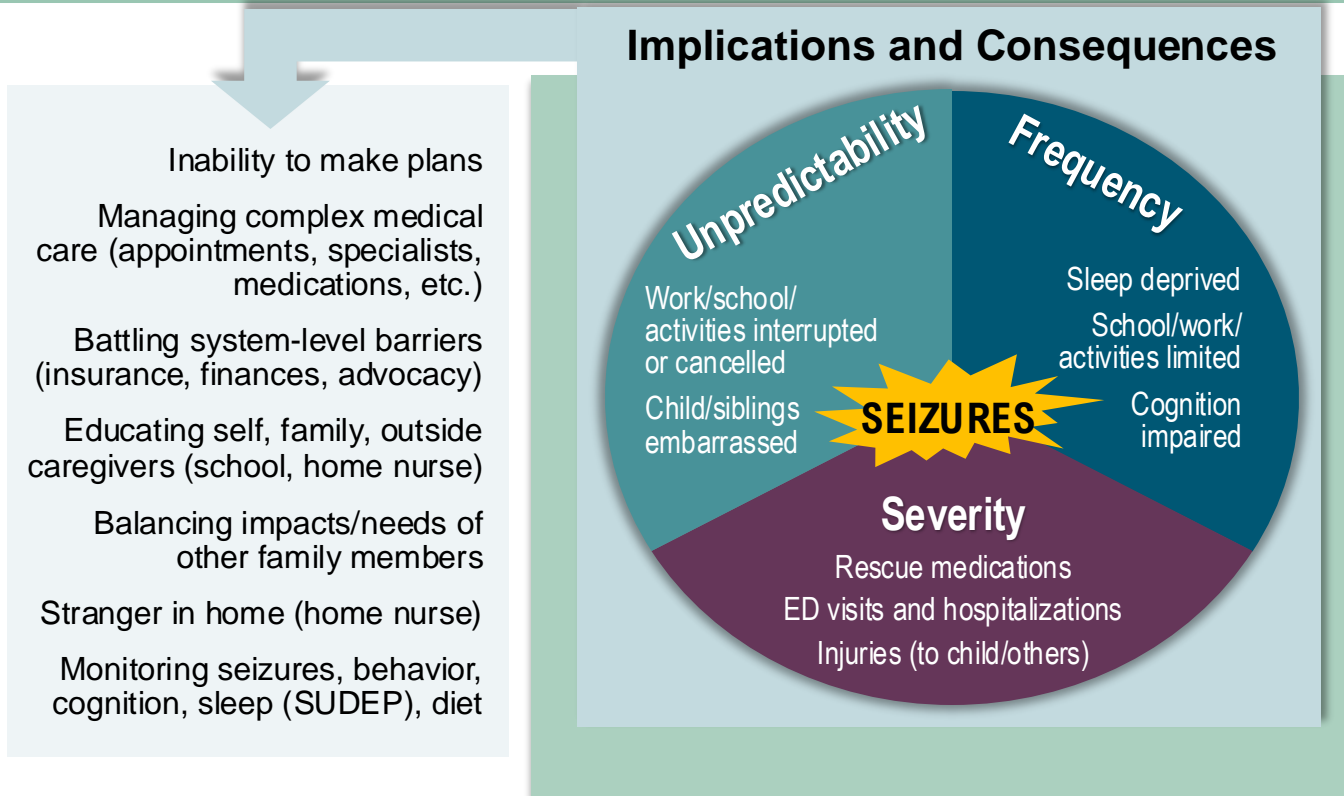 Implications and Consequences
Inability to make plans
Managing complex medical
care (appointments, specialists,
medications, etc.)
Battling system-level barriers
(insurance, finances, advocacy)
Educating self, family, outside
caregivers (school, home nurse)
Balancing impacts/needs of
other family members
Stranger in home (home nurse)
Monitoring seizures, behavior,
cognition, sleep (SUDEP), diet
Unpredictability
Work/school/
activities interrupted
or cancelled
Child/siblings
embarrassed
Frequency
Sleep deprived
School/work/
activities limited
Cognition
impaired
SEIZURES
Severity
Rescue medications
ED visits and hospitalizations
Injuries (to child/others)